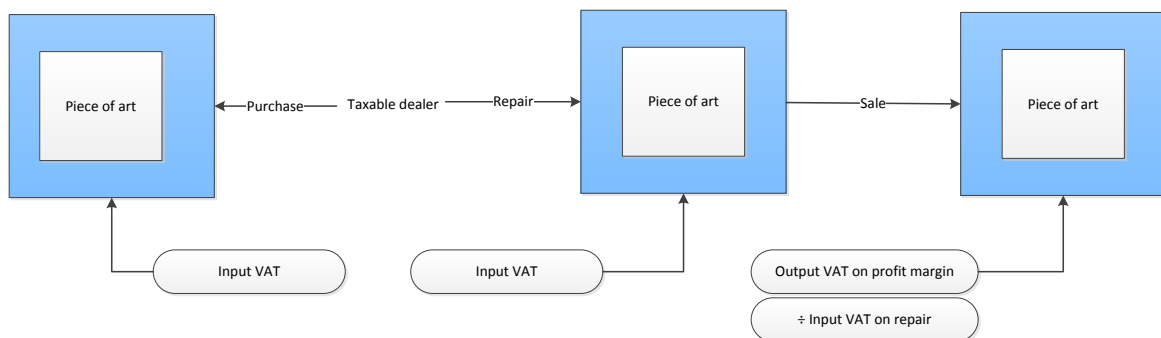 Piece of art
Purchase
Taxable dealer
Repair
Piece of art
Sale
Piece of art
Input VAT
Input VAT
Output VAT on profit margin
÷ Input VAT on repair